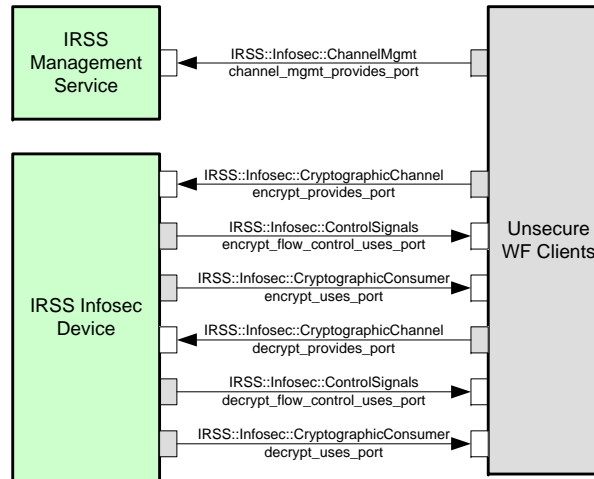 IRSS
Management
Service
IRSS::Infosec::ChannelMgmt
channel_mgmt_provides_port
IRSS Infosec
Device
IRSS::Infosec::CryptographicChannel
encrypt_provides_port
IRSS::Infosec::ControlSignals
encrypt_flow_control_uses_port
IRSS::Infosec::CryptographicConsumer
encrypt_uses_port
IRSS::Infosec::CryptographicChannel
decrypt_provides_port
IRSS::Infosec::ControlSignals
decrypt_flow_control_uses_port
IRSS::Infosec::CryptographicConsumer
decrypt_uses_port
Unsecure
WF Clients